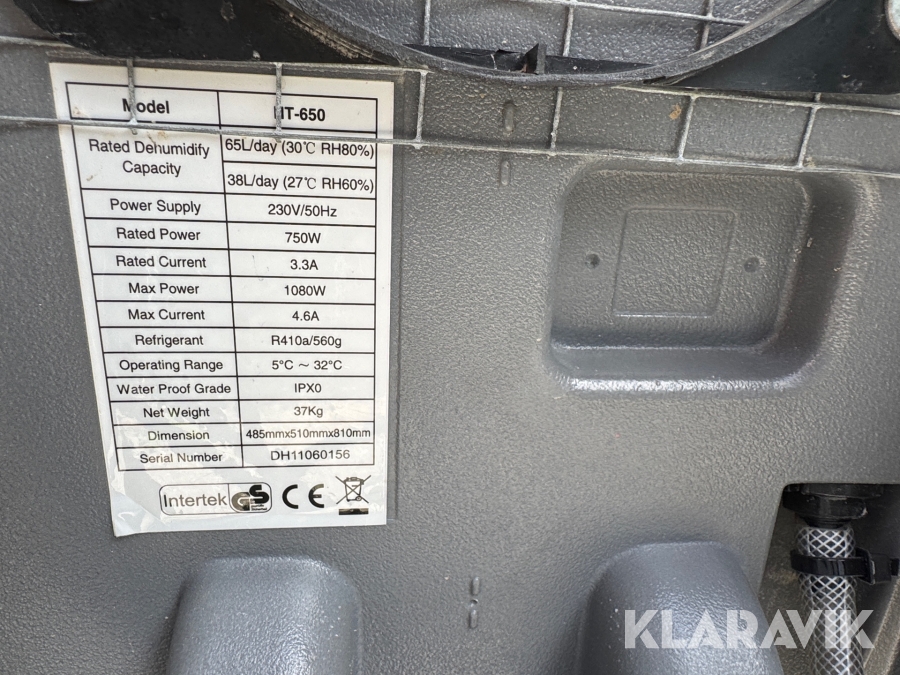 Model HT-650
Rated Dehumidify Capacity 65L/day (30℃ RH80%)
38L/day (27℃ RH60%)
Power Supply 230V/50Hz
Rated Power 750W
Rated Current 3.3A
Max Power 1080W
Max Current 4.6A
Refrigerant R410a/560g
Operating Range 5°C ~ 32°C
Water Proof Grade IPX0
Net Weight 37Kg
Dimension 485mmx510mmx810mm
Serial Number DH11060156
Intertek GS CE
KLARAVIK